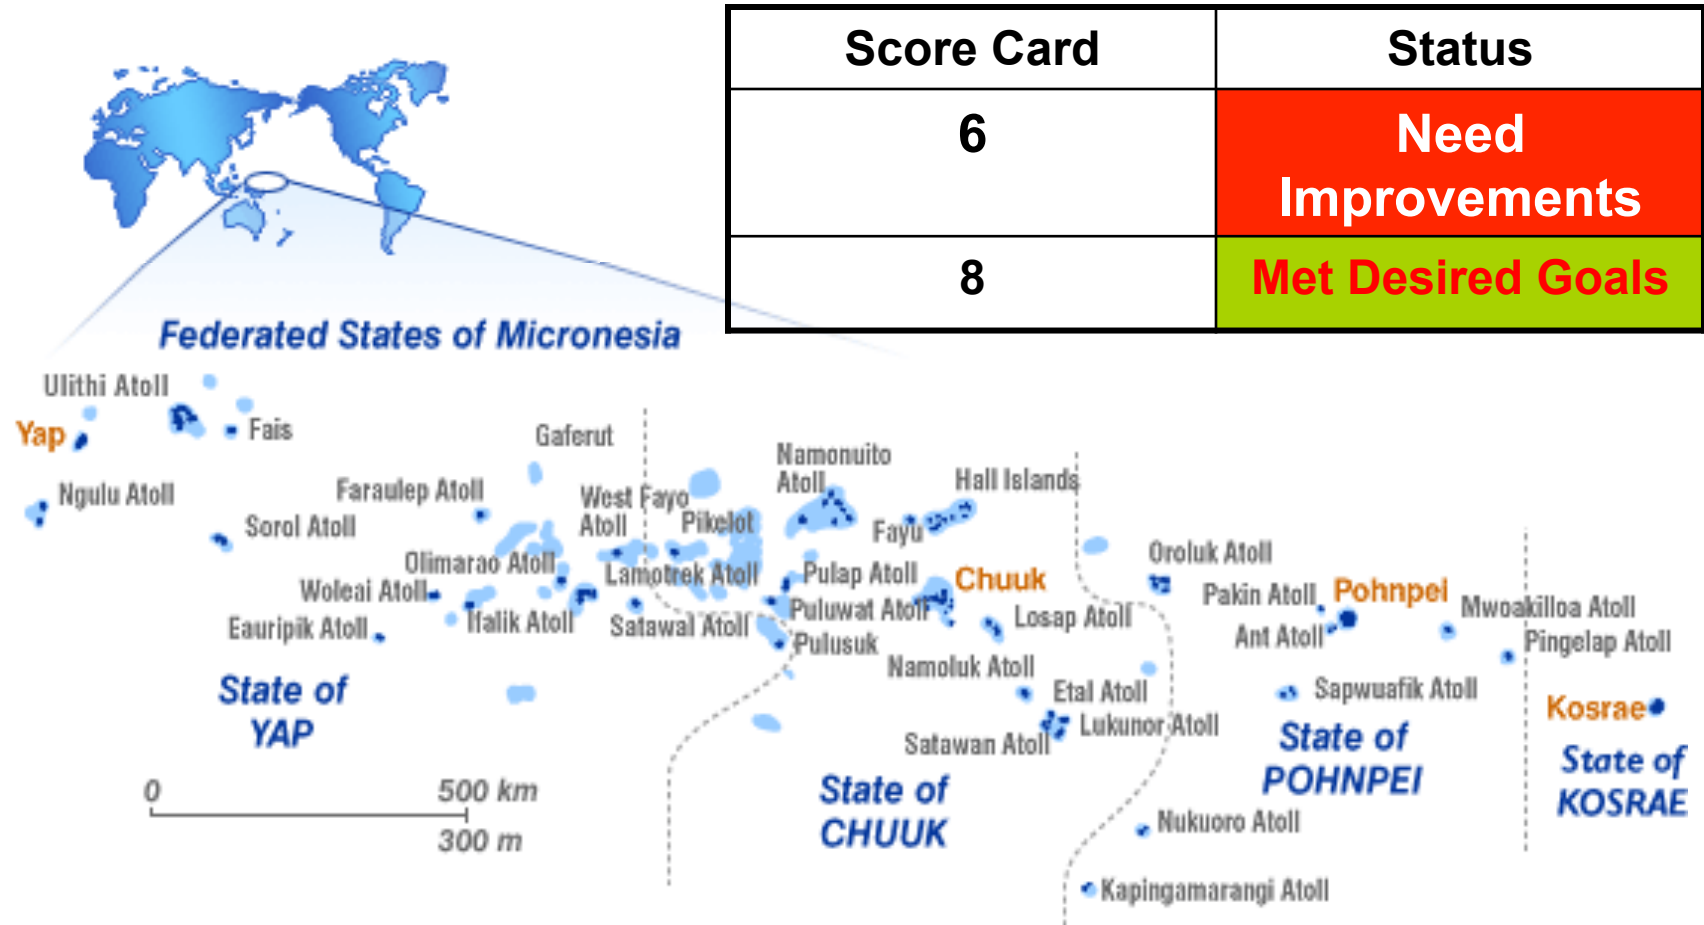 Score Card Status
6 Need
Improvements
8 Met Desired Goals
Federated States of Micronesia
Ulithi Atoll
Yap
Fais
Gaferut
Ngulu Atoll
Sorol Atoll
Faraulep Atoll
West Fayo
Atoll
Pikelot
Namonuito
Atoll
Hall Islands
Fayu
Olimarao Atoll
Woleai Atoll
Lamotrek Atoll
Pulap Atoll
Chuuk
Oroluk Atoll
Pakin Atoll
Pohnpei
Mwoakilloa Atoll
Eauripik Atoll
Ifalik Atoll
Satawal Atoll
Puluwat Atoll
Pulusuk
Losap Atoll
Ant Atoll
Pingelap Atoll
Namoluk Atoll
Etal Atoll
Lukunor Atoll
Satawan Atoll
Sapwuafik Atoll
Kosrae
State of
YAP
State of
CHUUK
State of
POHNPEI
State of
KOSRAE
0 500 km
300 m
Nukuoro Atoll
Kapingamarangi Atoll